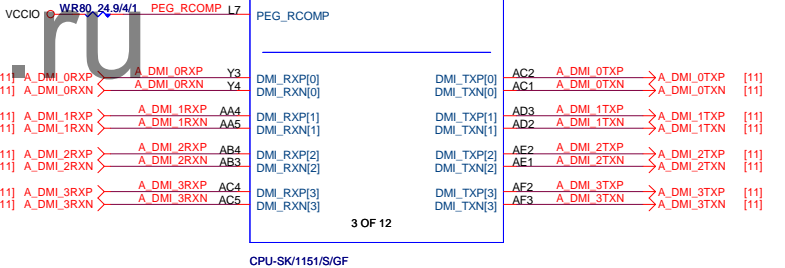 VCCIO WR80 24.9/4/1 PEG_RCOMP L7 PEG_RCOMP
.ru
11] A_DMI_0RXP A_DMI_0RXP Y3 DMI_RXP[0] DMI_TXP[0] AC2 A_DMI_0TXP A_DMI_0TXP [11]
11] A_DMI_0RXN A_DMI_0RXN Y4 DMI_RXN[0] DMI_TXN[0] AC1 A_DMI_0TXN A_DMI_0TXN [11]
11] A_DMI_1RXP A_DMI_1RXP AA4 DMI_RXP[1] DMI_TXP[1] AD3 A_DMI_1TXP A_DMI_1TXP [11]
11] A_DMI_1RXN A_DMI_1RXN AA5 DMI_RXN[1] DMI_TXN[1] AD2 A_DMI_1TXN A_DMI_1TXN [11]
11] A_DMI_2RXP A_DMI_2RXP AB4 DMI_RXP[2] DMI_TXP[2] AE2 A_DMI_2TXP A_DMI_2TXP [11]
11] A_DMI_2RXN A_DMI_2RXN AB3 DMI_RXN[2] DMI_TXN[2] AE1 A_DMI_2TXN A_DMI_2TXN [11]
11] A_DMI_3RXP A_DMI_3RXP AC4 DMI_RXP[3] DMI_TXP[3] AF2 A_DMI_3TXP A_DMI_3TXP [11]
11] A_DMI_3RXN A_DMI_3RXN AC5 DMI_RXN[3] DMI_TXN[3] AF3 A_DMI_3TXN A_DMI_3TXN [11]
3 OF 12
CPU-SK/1151/S/GF